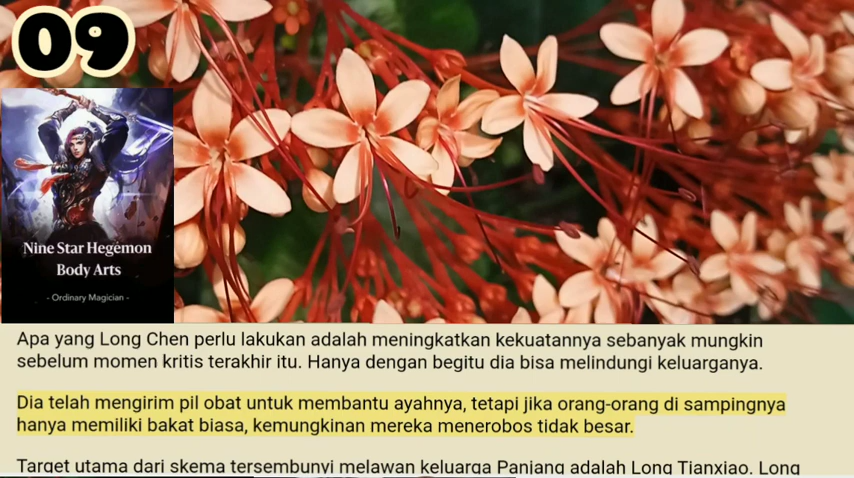 09
Nine Star Hegemon
Body Arts
- Ordinary Magician -
Apa yang Long Chen perlu lakukan adalah meningkatkan kekuatannya sebanyak mungkin
sebelum momen kritis terakhir itu. Hanya dengan begitu dia bisa melindungi keluarganya.
Dia telah mengirim pil obat untuk membantu ayahnya, tetapi jika orang-orang di sampingnya
hanya memiliki bakat biasa, kemungkinan mereka menerobos tidak besar.
Target utama dari skema tersembunyi melawan keluarga Panjang adalah Long Tianxiao. Long